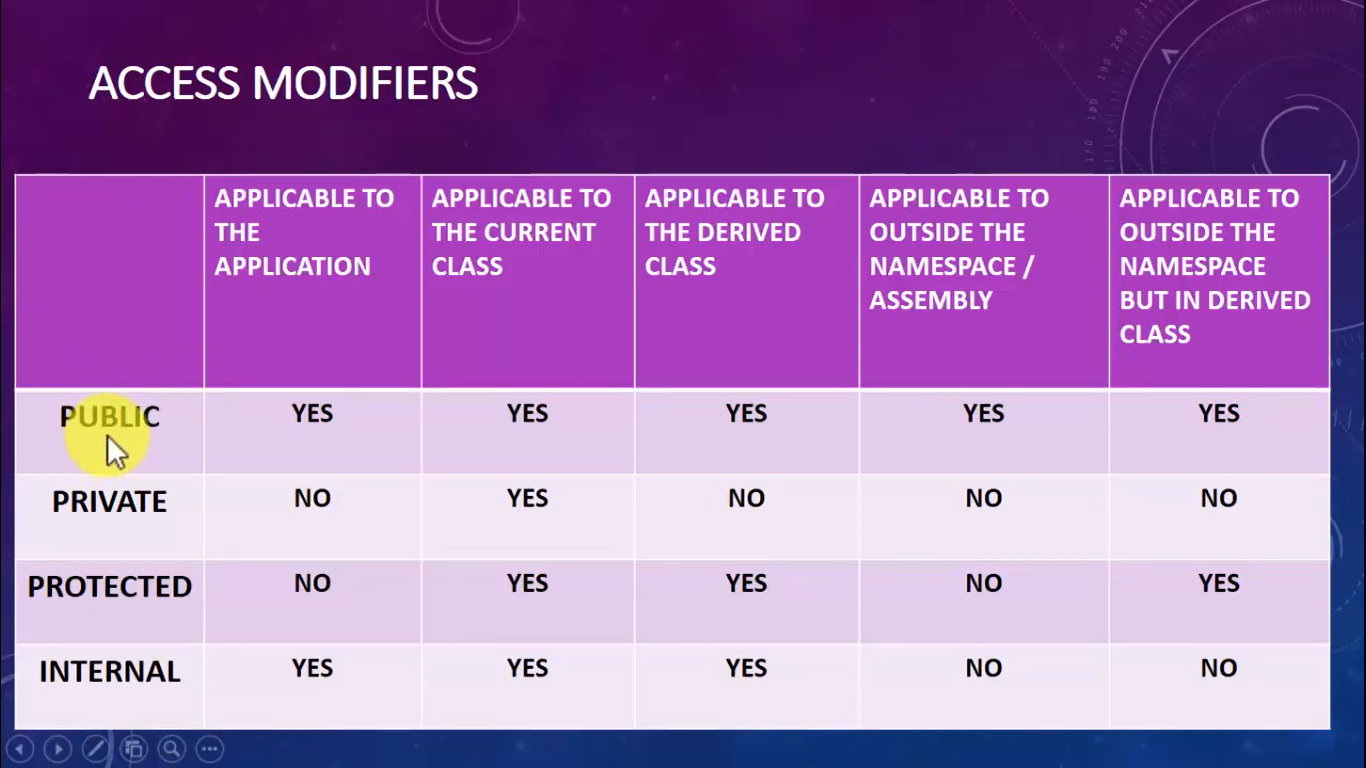 ACCESS MODIFIERS
APPLICABLE TO
THE
APPLICATION
APPLICABLE TO
THE CURRENT
CLASS
APPLICABLE TO
THE DERIVED
CLASS
APPLICABLE TO
OUTSIDE THE
NAMESPACE /
ASSEMBLY
APPLICABLE TO
OUTSIDE THE
NAMESPACE
BUT IN DERIVED
CLASS
PUBLIC YES YES YES YES YES
PRIVATE NO YES NO NO NO
PROTECTED NO YES YES NO YES
INTERNAL YES YES YES NO NO